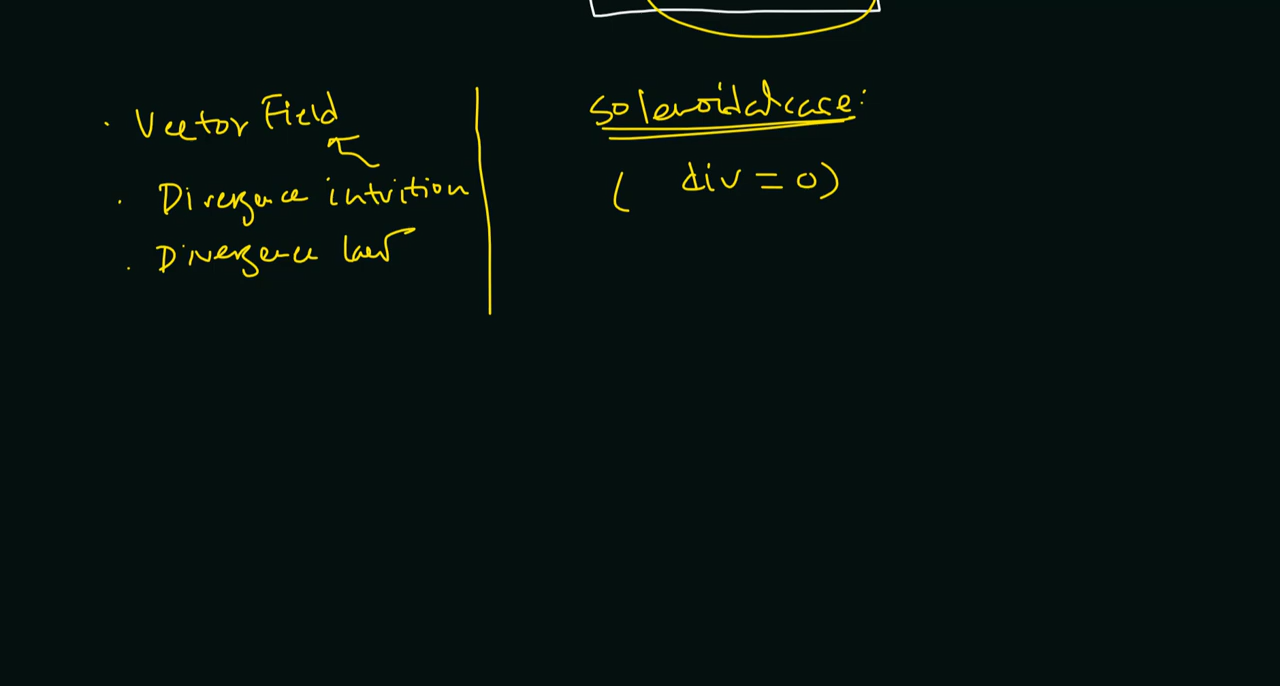 · Vector Field
· Divergence intuition
· Divergence law
Solenoidal case:
( div = 0)